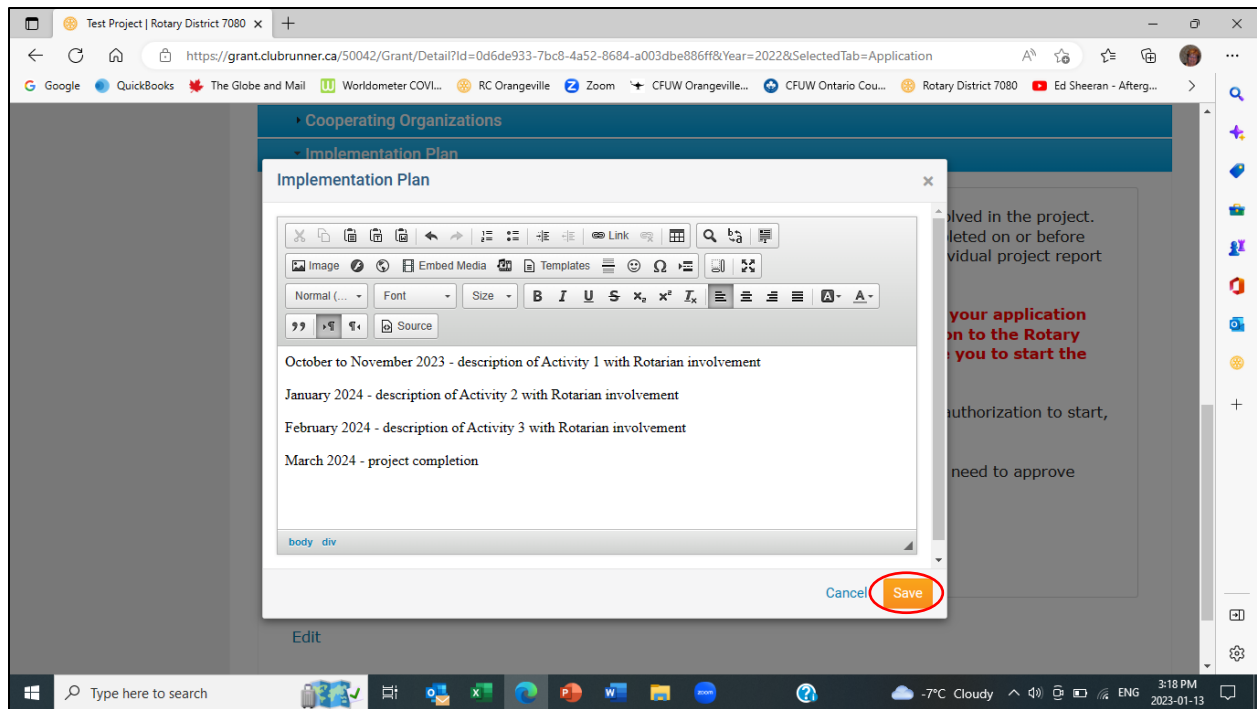 Test Project | Rotary District 7080
https://grant.clubrunner.ca/50042/Grant/Detail?Id=0d6de933-7bc8-4a52-8684-a003dbe886ff&Year=2022&SelectedTab=Application
Google QuickBooks The Globe and Mail Worldometer COVI... RC Orangeville Zoom CFUW Orangeville... CFUW Ontario Cou... Rotary District 7080 Ed Sheeran - Afterg...
Cooperating Organizations
Implementation Plan
Implementation Plan
Link
Image Embed Media Templates
Normal (... Font Size B I U S x₂ x² Ix A A
Source
October to November 2023 - description of Activity 1 with Rotarian involvement
January 2024 - description of Activity 2 with Rotarian involvement
February 2024 - description of Activity 3 with Rotarian involvement
March 2024 - project completion
body div
Cancel Save
in the project.
on or before
project report
your application
to the Rotary
you to start the
authorization to start,
need to approve
Edit
Type here to search
-7°C Cloudy
ENG
3:18 PM
2023-01-13